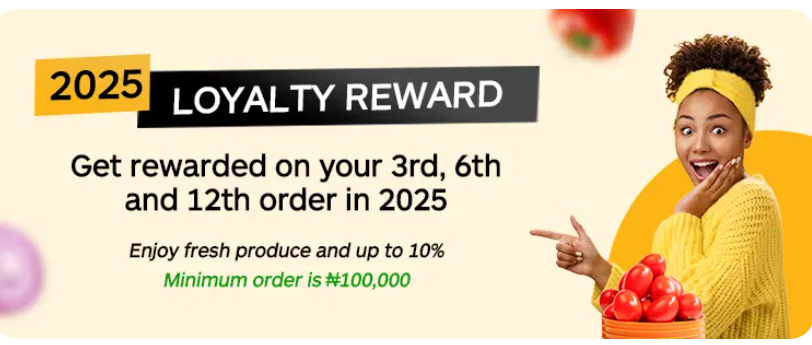 2025
LOYALTY REWARD
Get rewarded on your 3rd, 6th
and 12th order in 2025
Enjoy fresh produce and up to 10%
Minimum order is ₦100,000